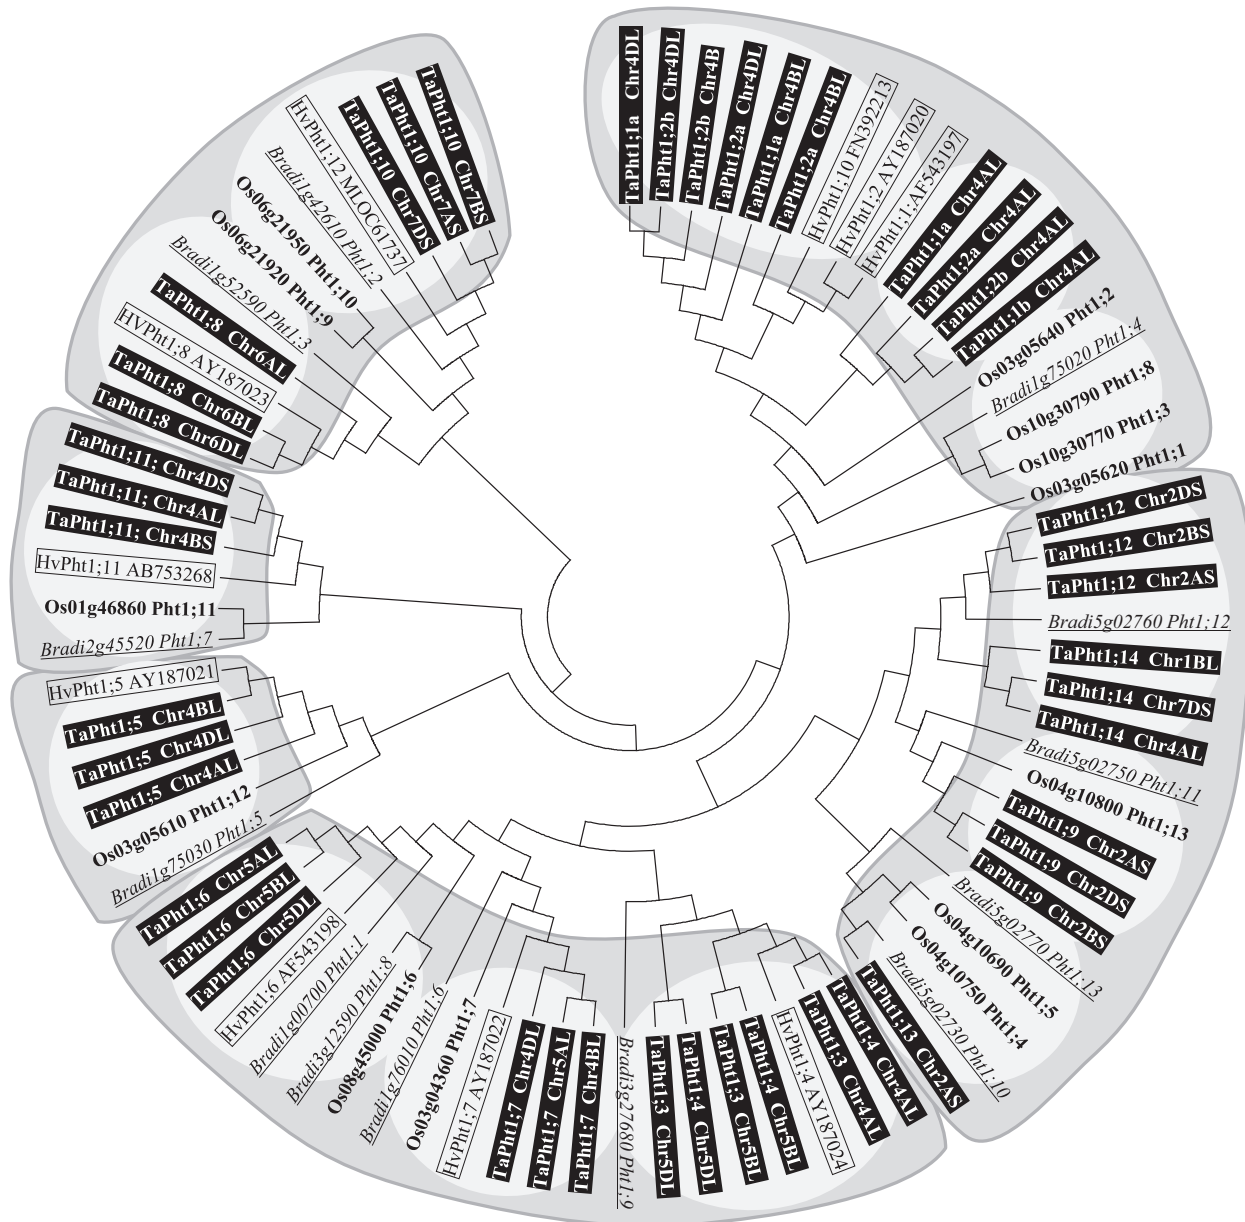 TaPht1;1a Chr4DL
TaPht1;2b Chr4DL
TaPht1;2b Chr4B
TaPht1;2a Chr4DL
TaPht1;1a Chr4BL
TaPht1;2a Chr4BL
HvPht1;10 FN392213
HvPht1;2 AY187020
HvPht1;1:AF543197
TaPht1;1a Chr4AL
TaPht1;2a Chr4AL
TaPht1;2b Chr4AL
TaPht1;1b Chr4AL
Os03g05640 Pht1;2
Bradi1g75020 Pht1;4
Os10g30790 Pht1;8
Os10g30770 Pht1;3
Os03g05620 Pht1;1
TaPht1;12 Chr2DS
TaPht1;12 Chr2BS
TaPht1;12 Chr2AS
Bradi5g02760 Pht1;12
TaPht1;14 Chr1BL
TaPht1;14 Chr7DS
TaPht1;14 Chr4AL
Bradi5g02750 Pht1;11
Os04g10800 Pht1;13
TaPht1;9 Chr2AS
TaPht1;9 Chr2DS
TaPht1;9 Chr2BS
Bradi5g02770 Pht1;13
Os04g10690 Pht1;5
Os04g10750 Pht1;4
Bradi5g02730 Pht1;10
TaPht1;13 Chr2AS
TaPht1;4 Chr4AL
TaPht1;3 Chr4AL
HvPht1;4 AY187024
TaPht1;4 Chr5BL
TaPht1;3 Chr5BL
TaPht1;4 Chr5DL
TaPht1;3 Chr5DL
Bradi3g27680 Pht1:9
TaPht1;7 Chr4BL
TaPht1;7 Chr5AL
TaPht1;7 Chr4DL
HvPht1;7 AY187022
Os03g04360 Pht1;7
Bradi1g76010 Pht1;6
Os08g45000 Pht1;6
Bradi3g12590 Pht1;8
Bradi1g00700 Pht1;1
HvPht1;6 AF543198
TaPht1;6 Chr5DL
TaPht1;6 Chr5BL
TaPht1;6 Chr5AL
Bradi1g75030 Pht1;5
Os03g05610 Pht1;12
TaPht1;5 Chr4AL
TaPht1;5 Chr4DL
TaPht1;5 Chr4BL
HvPht1;5 AY187021
Bradi2g45520 Pht1;7
Os01g46860 Pht1;11
HvPht1;11 AB753268
TaPht1;11; Chr4BS
TaPht1;11; Chr4AL
TaPht1;11; Chr4DS
TaPht1;8 Chr6DL
TaPht1;8 Chr6BL
HVPht1;8 AY187023
TaPht1;8 Chr6AL
Bradi1g52590 Pht1:3
Os06g21920 Pht1;9
Os06g21950 Pht1;10
Bradi1g42610 Pht1;2
HvPht1;12 MLOC61737
TaPht1;10 Chr7DS
TaPht1;10 Chr7AS
TaPht1;10 Chr7BS